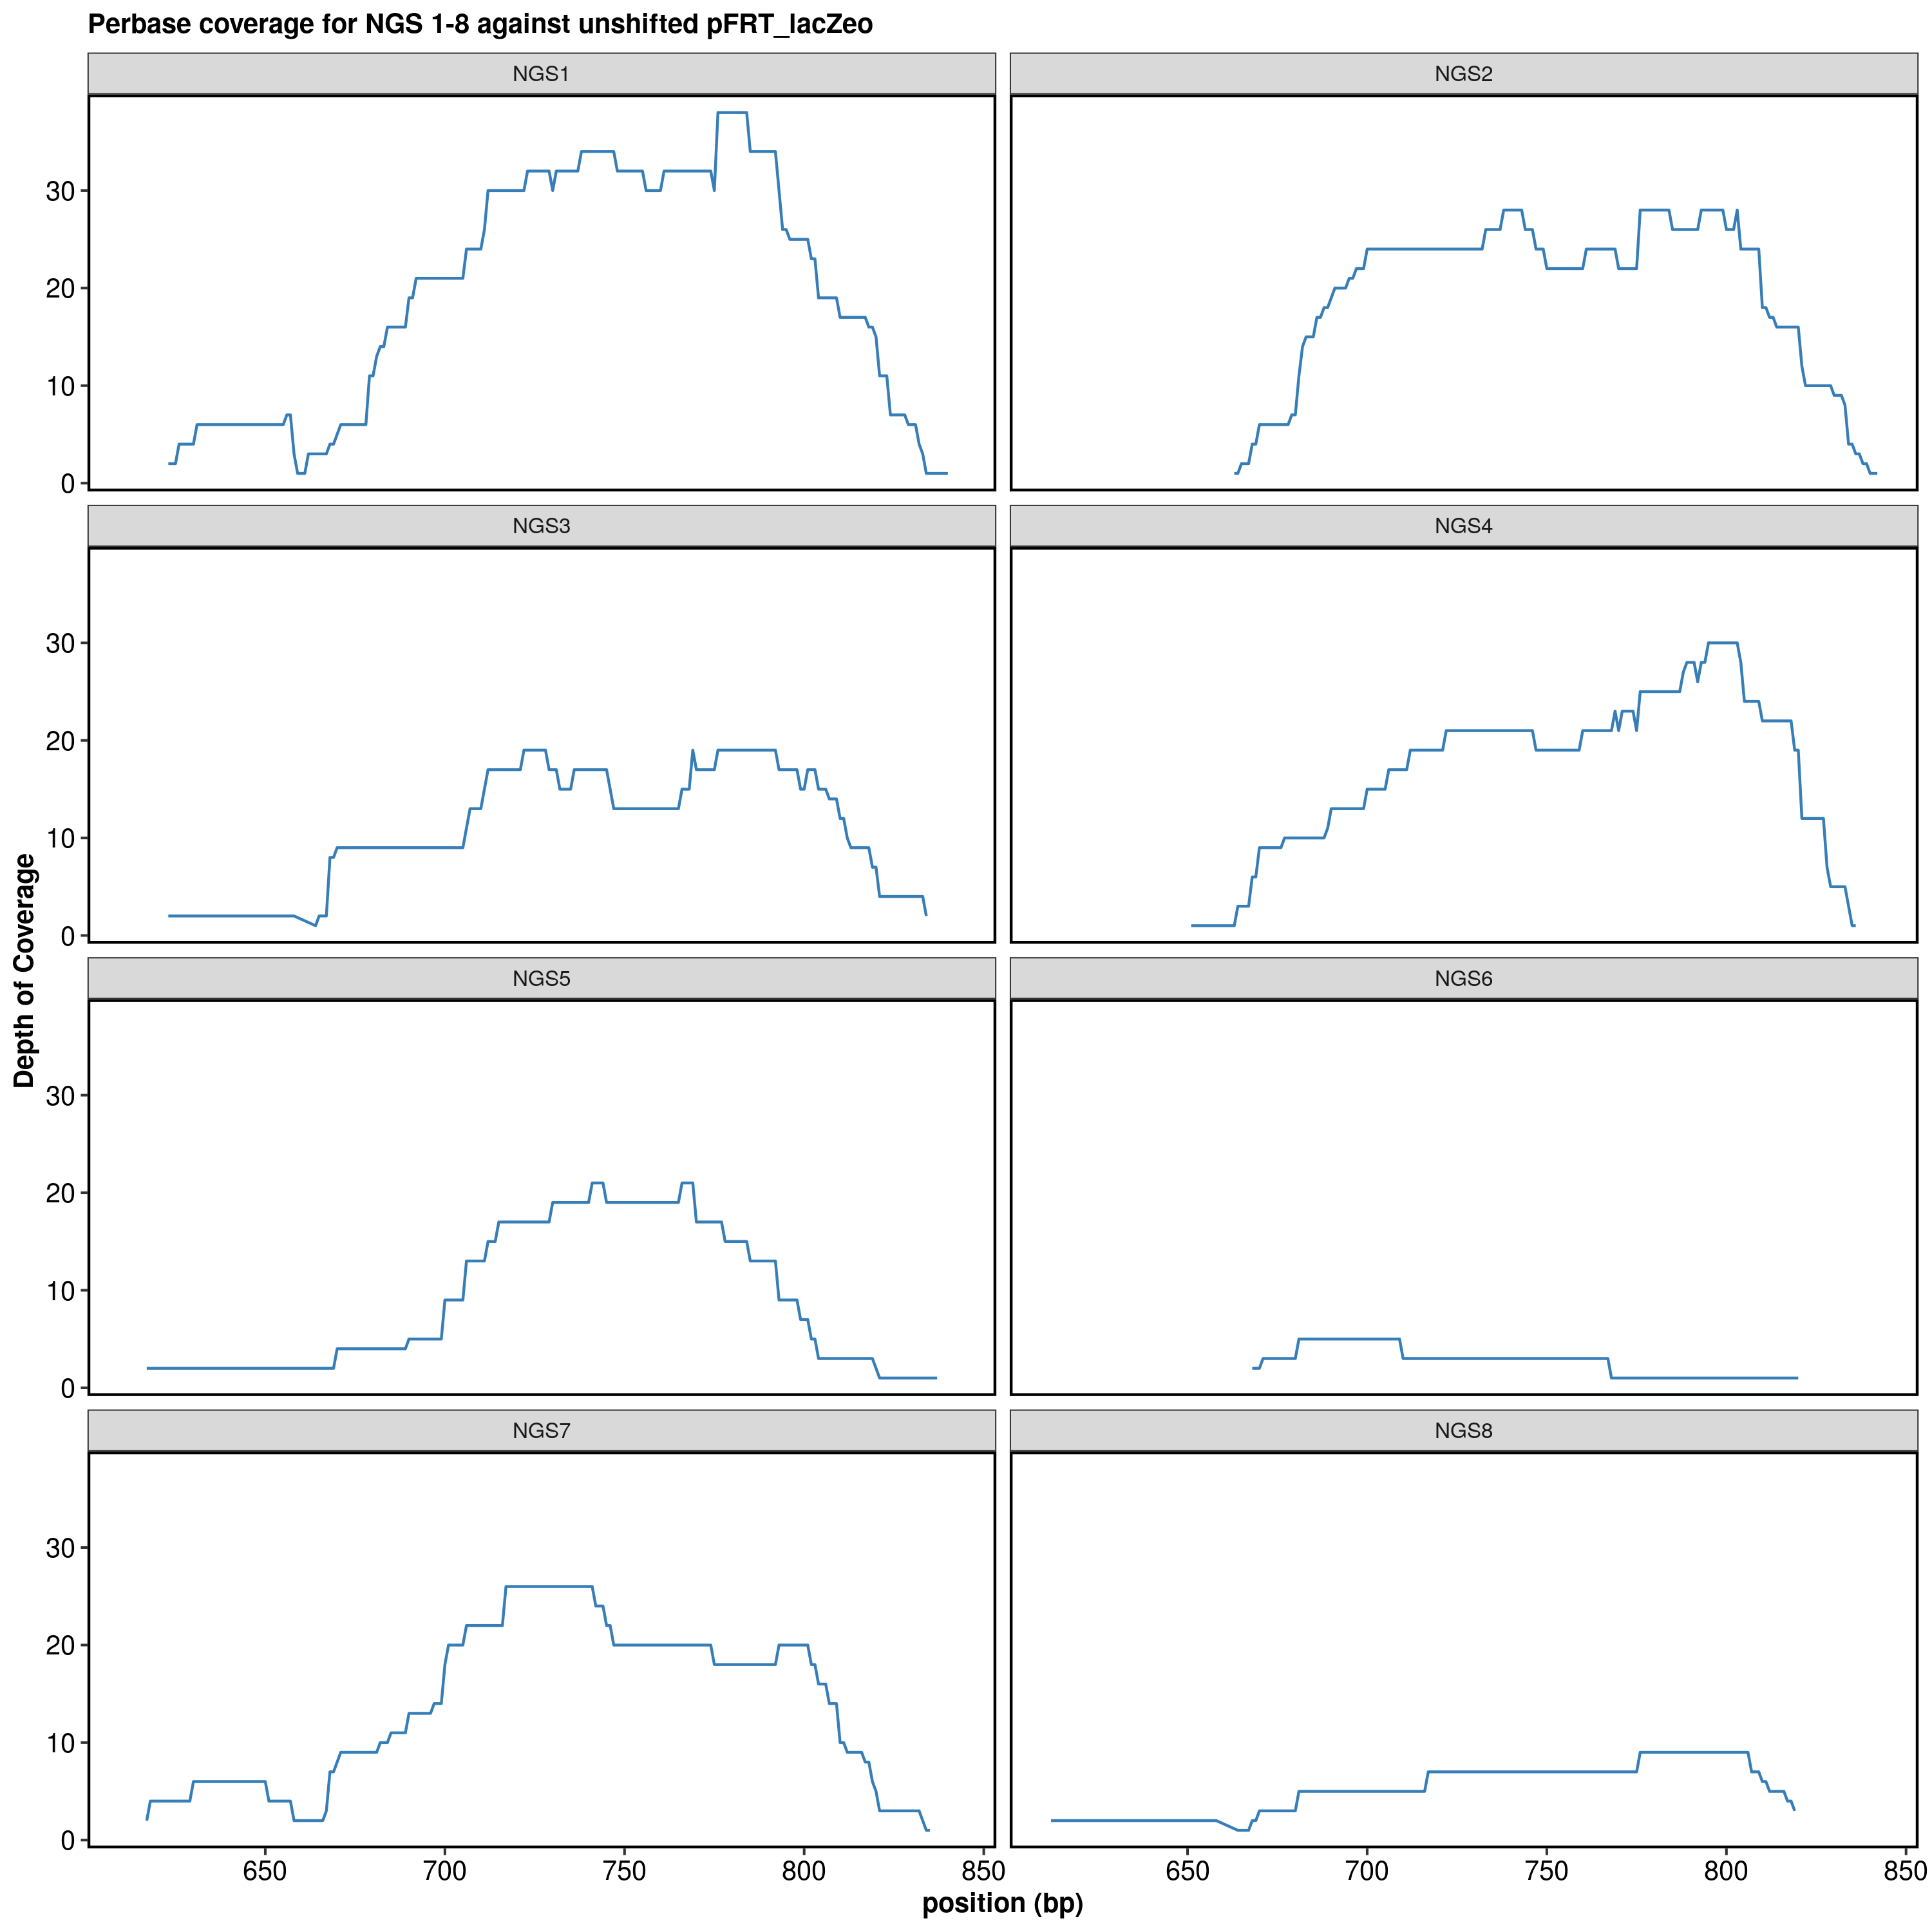 Perbase coverage for NGS 1-8 against unshifted pFRT_lacZeo
NGS1
NGS2
30
20
10
0
NGS3
NGS4
30
20
10
0
NGS5
NGS6
30
20
10
0
NGS7
NGS8
30
20
10
0
650 700 750 800 850
650 700 750 800 850
position (bp)
Depth of Coverage